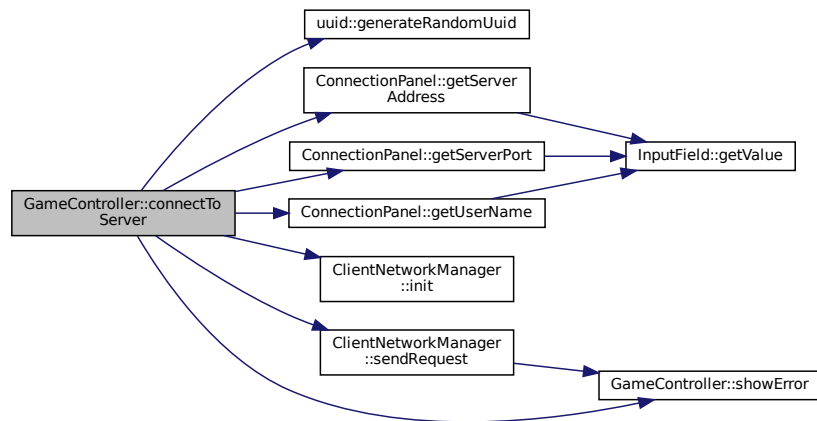 uuid::generateRandomUuid
ConnectionPanel::getServer
Address
ConnectionPanel::getServerPort
InputField::getValue
GameController::connectTo
Server
ConnectionPanel::getUserName
ClientNetworkManager
::init
ClientNetworkManager
::sendRequest
GameController::showError